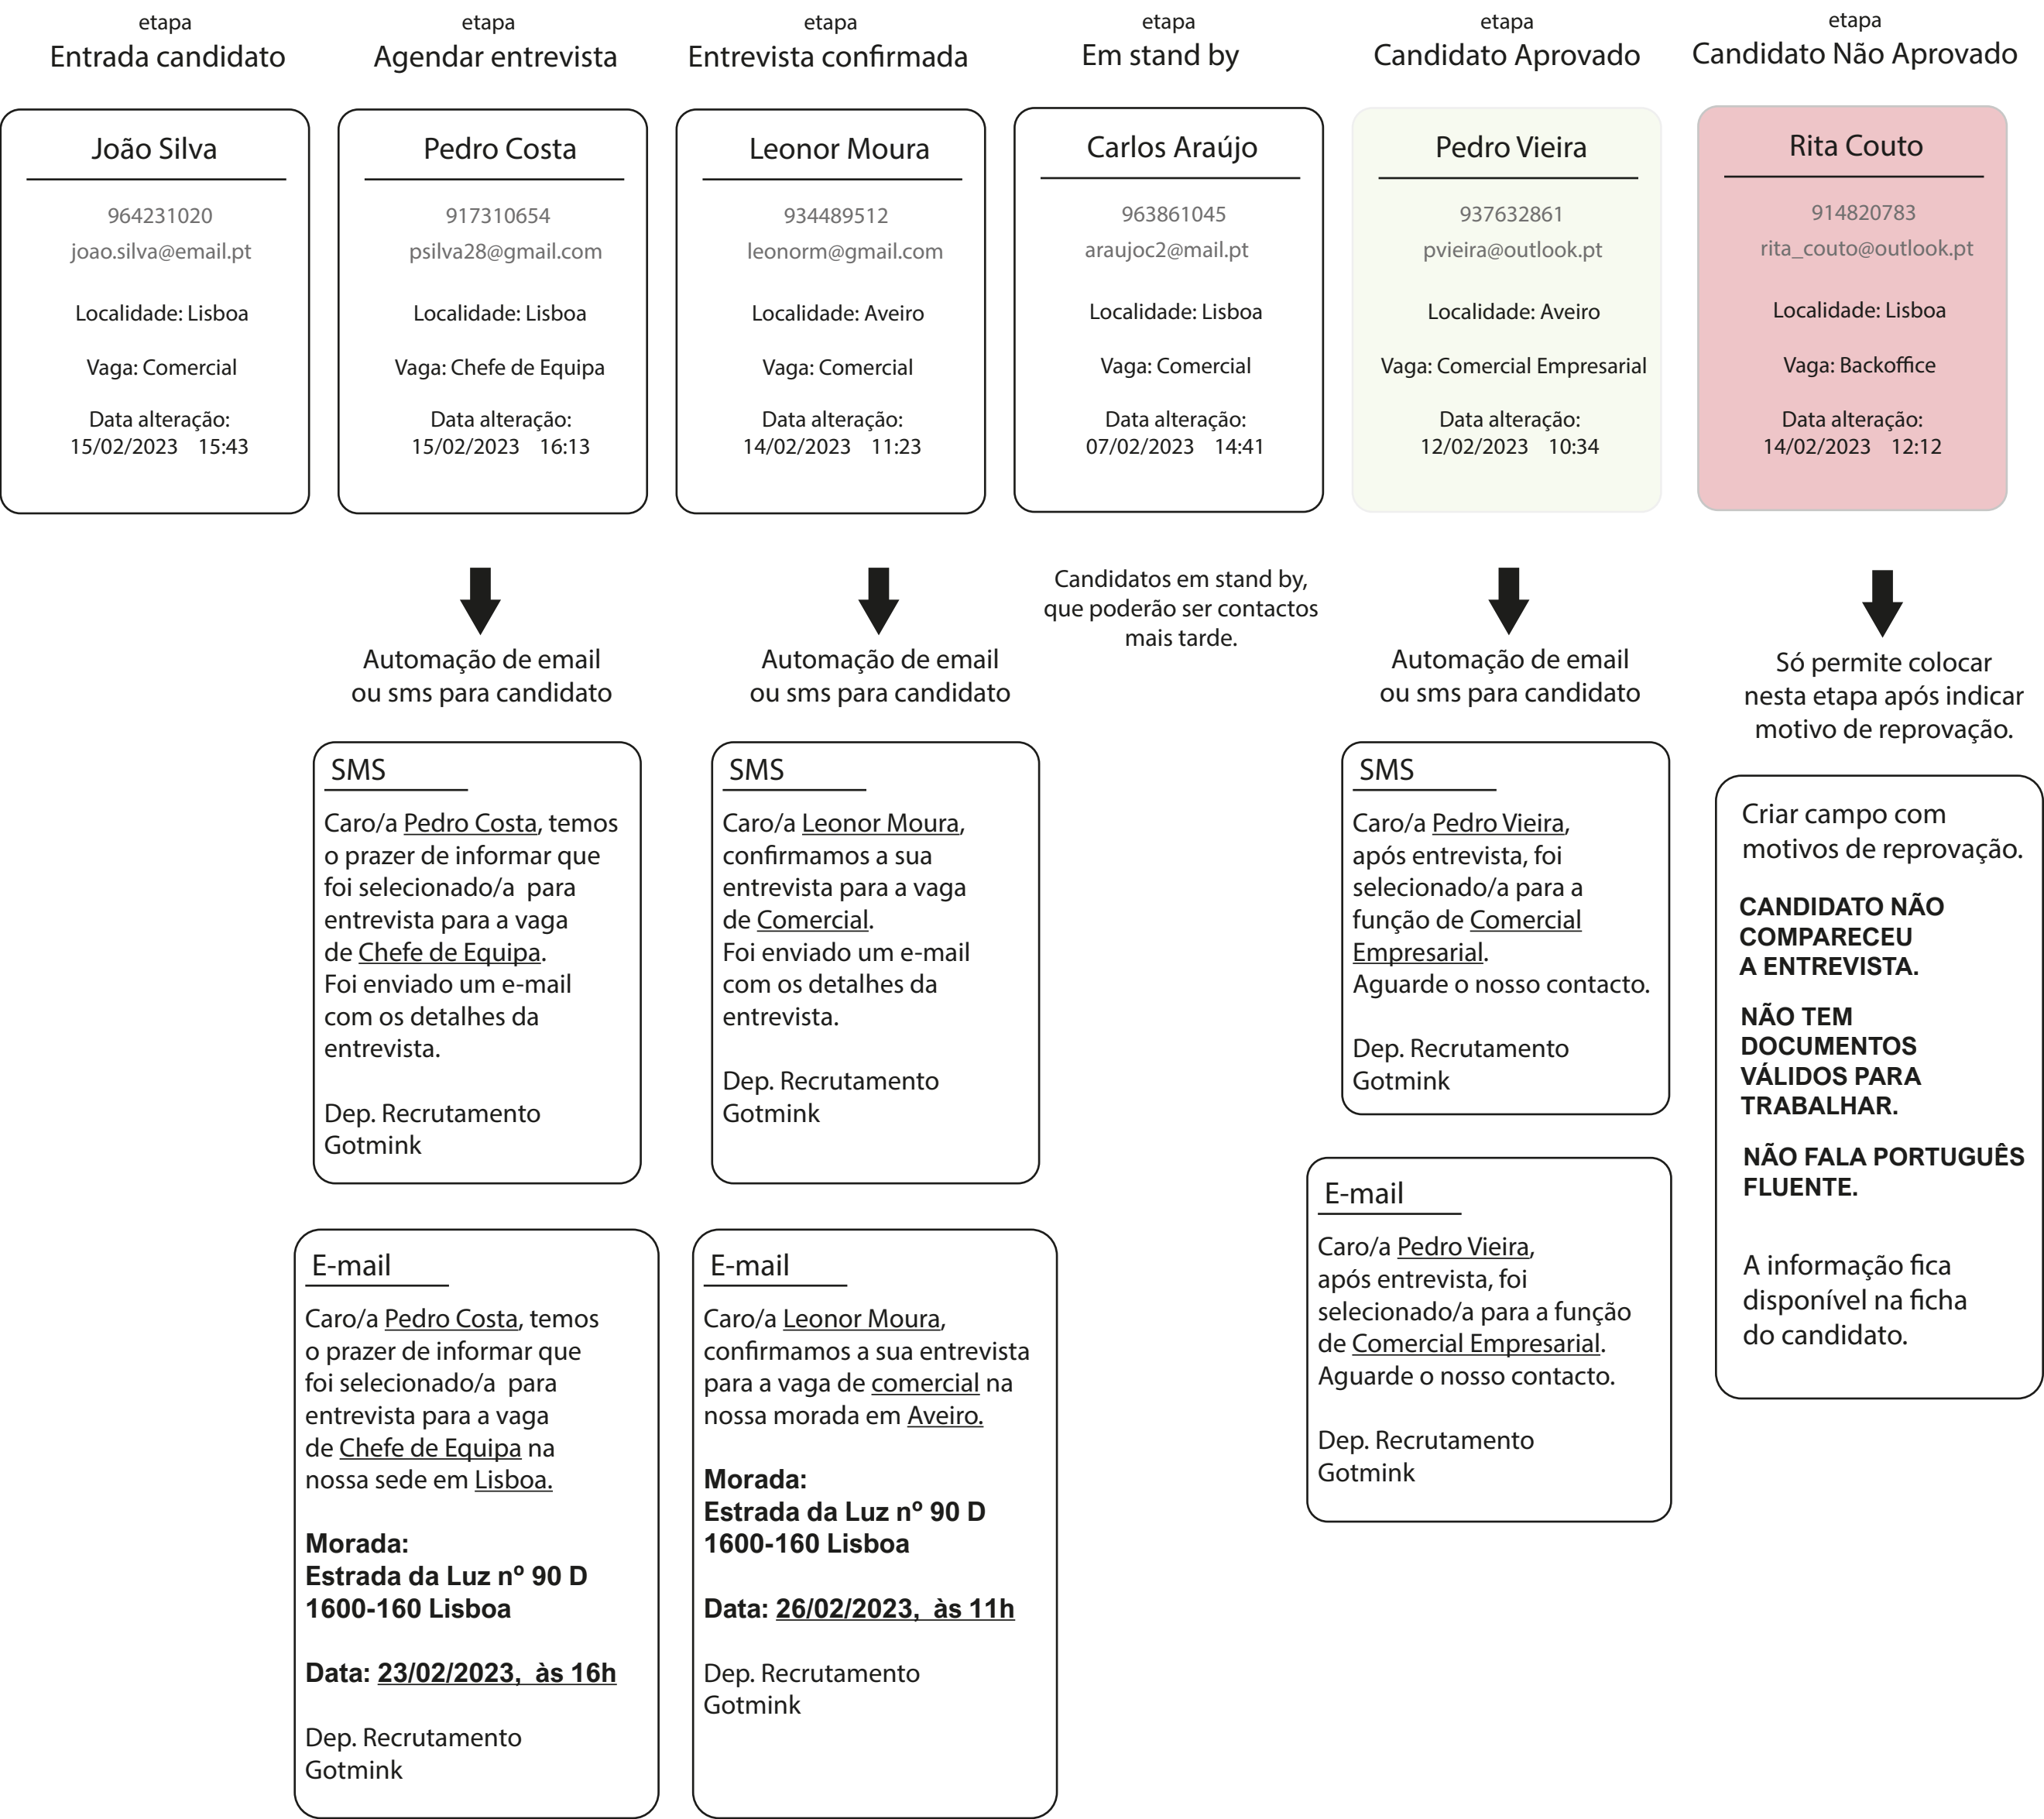 etapa
Entrada candidato
João Silva
964231020
joao.silva@email.pt
Localidade: Lisboa
Vaga: Comercial
Data alteração:
15/02/2023 15:43
etapa
Agendar entrevista
Pedro Costa
917310654
psilva28@gmail.com
Localidade: Lisboa
Vaga: Chefe de Equipa
Data alteração:
15/02/2023 16:13
Automação de email
ou sms para candidato
SMS
Caro/a Pedro Costa, temos
o prazer de informar que
foi selecionado/a para
entrevista para a vaga
de Chefe de Equipa.
Foi enviado um e-mail
com os detalhes da
entrevista.
Dep. Recrutamento
Gotmink
E-mail
Caro/a Pedro Costa, temos
o prazer de informar que
foi selecionado/a para
entrevista para a vaga
de Chefe de Equipa na
nossa sede em Lisboa.
Morada:
Estrada da Luz nº 90 D
1600-160 Lisboa
Data: 23/02/2023, às 16h
Dep. Recrutamento
Gotmink
etapa
Entrevista confirmada
Leonor Moura
934489512
leonorm@gmail.com
Localidade: Aveiro
Vaga: Comercial
Data alteração:
14/02/2023 11:23
Automação de email
ou sms para candidato
SMS
Caro/a Leonor Moura,
confirmamos a sua
entrevista para a vaga
de Comercial.
Foi enviado um e-mail
com os detalhes da
entrevista.
Dep. Recrutamento
Gotmink
E-mail
Caro/a Leonor Moura,
confirmamos a sua entrevista
para a vaga de comercial na
nossa morada em Aveiro.
Morada:
Estrada da Luz nº 90 D
1600-160 Lisboa
Data: 26/02/2023, às 11h
Dep. Recrutamento
Gotmink
etapa
Em stand by
Carlos Araújo
963861045
araujoc2@mail.pt
Localidade: Lisboa
Vaga: Comercial
Data alteração:
07/02/2023 14:41
Candidatos em stand by,
que poderão ser contactos
mais tarde.
etapa
Candidato Aprovado
Pedro Vieira
937632861
pvieira@outlook.pt
Localidade: Aveiro
Vaga: Comercial Empresarial
Data alteração:
12/02/2023 10:34
Automação de email
ou sms para candidato
SMS
Caro/a Pedro Vieira,
após entrevista, foi
selecionado/a para a
função de Comercial
Empresarial.
Aguarde o nosso contacto.
Dep. Recrutamento
Gotmink
E-mail
Caro/a Pedro Vieira,
após entrevista, foi
selecionado/a para a função
de Comercial Empresarial.
Aguarde o nosso contacto.
Dep. Recrutamento
Gotmink
etapa
Candidato Não Aprovado
Rita Couto
914820783
rita_couto@outlook.pt
Localidade: Lisboa
Vaga: Backoffice
Data alteração:
14/02/2023 12:12
Só permite colocar
nesta etapa após indicar
motivo de reprovação.
Criar campo com
motivos de reprovação.
CANDIDATO NÃO
COMPARECEU
A ENTREVISTA.
NÃO TEM
DOCUMENTOS
VÁLIDOS PARA
TRABALHAR.
NÃO FALA PORTUGUÊS
FLUENTE.
A informação fica
disponível na ficha
do candidato.